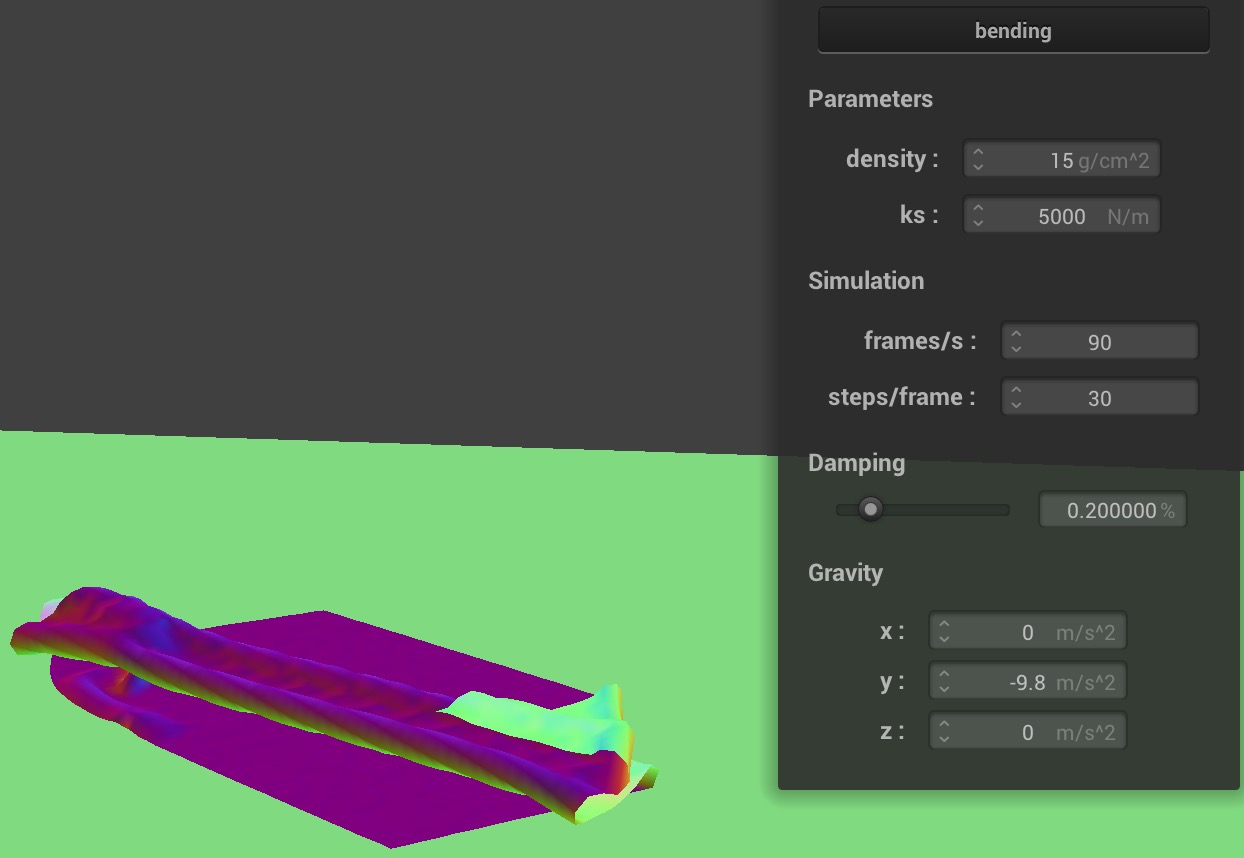 bending
Parameters
density : 15 g/cm^2
ks : 5000 N/m
Simulation
frames/s : 90
steps/frame : 30
Damping
0.200000 %
Gravity
x : 0 m/s^2
y : -9.8 m/s^2
z : 0 m/s^2